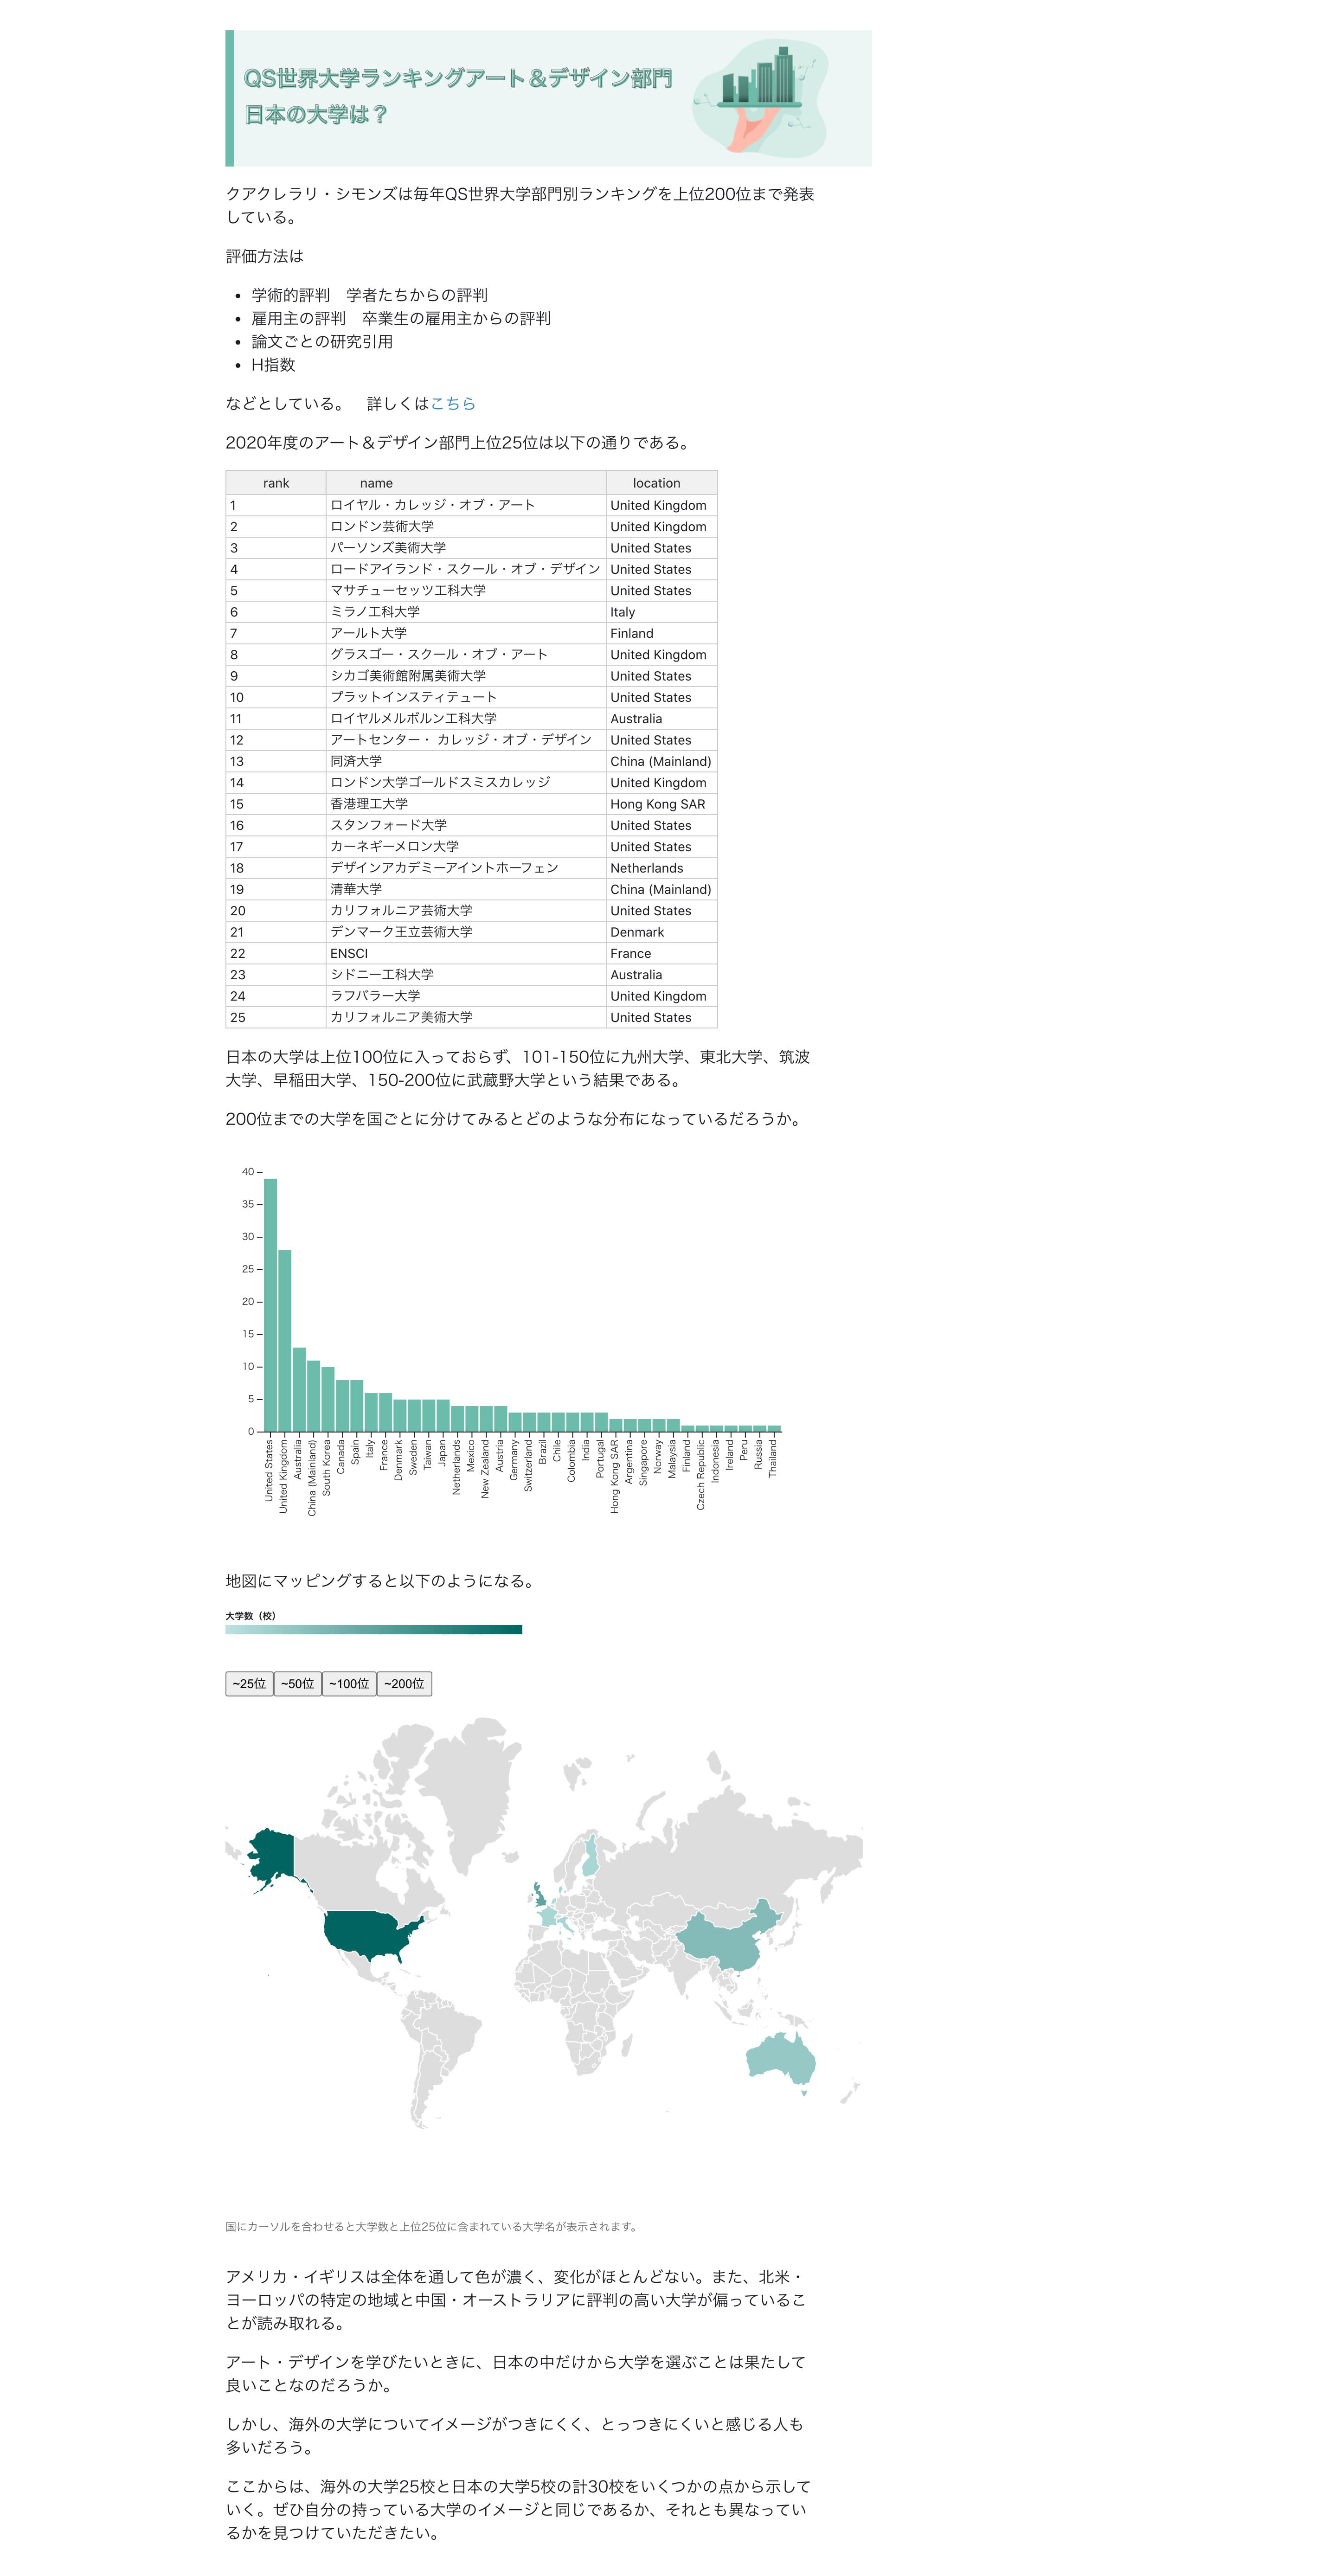 QS世界大学ランキングアート＆デザイン部門
日本の大学は？
クアクレラリ・シモンズは毎年QS世界大学部門別ランキングを上位200位まで発表
している。
評価方法は
• 学術的評判　学者たちからの評判
• 雇用主の評判　卒業生の雇用主からの評判
• 論文ごとの研究引用
• H指数
などとしている。　詳しくはこちら
2020年度のアート＆デザイン部門上位25位は以下の通りである。
rank name location
1 ロイヤル・カレッジ・オブ・アート United Kingdom
2 ロンドン芸術大学 United Kingdom
3 パーソンズ美術大学 United States
4 ロードアイランド・スクール・オブ・デザイン United States
5 マサチューセッツ工科大学 United States
6 ミラノ工科大学 Italy
7 アールト大学 Finland
8 グラスゴー・スクール・オブ・アート United Kingdom
9 シカゴ美術館附属美術大学 United States
10 プラットインスティテュート United States
11 ロイヤルメルボルン工科大学 Australia
12 アートセンター・ カレッジ・オブ・デザイン United States
13 同済大学 China (Mainland)
14 ロンドン大学ゴールドスミスカレッジ United Kingdom
15 香港理工大学 Hong Kong SAR
16 スタンフォード大学 United States
17 カーネギーメロン大学 United States
18 デザインアカデミーアイントホーフェン Netherlands
19 清華大学 China (Mainland)
20 カリフォルニア芸術大学 United States
21 デンマーク王立芸術大学 Denmark
22 ENSCI France
23 シドニー工科大学 Australia
24 ラフバラー大学 United Kingdom
25 カリフォルニア美術大学 United States
日本の大学は上位100位に入っておらず、101-150位に九州大学、東北大学、筑波
大学、早稲田大学、150-200位に武蔵野大学という結果である。
200位までの大学を国ごとに分けてみるとどのような分布になっているだろうか。
40
35
30
25
20
15
10
5
0
United States
United Kingdom
Australia
China (Mainland)
South Korea
Canada
Spain
Italy
France
Denmark
Sweden
Taiwan
Japan
Netherlands
Mexico
New Zealand
Austria
Germany
Switzerland
Brazil
Chile
Colombia
India
Portugal
Hong Kong SAR
Argentina
Singapore
Norway
Malaysia
Finland
Czech Republic
Indonesia
Ireland
Peru
Russia
Thailand
地図にマッピングすると以下のようになる。
大学数（校）
~25位 ~50位 ~100位 ~200位
国にカーソルを合わせると大学数と上位25位に含まれている大学名が表示されます。
アメリカ・イギリスは全体を通して色が濃く、変化がほとんどない。また、北米・
ヨーロッパの特定の地域と中国・オーストラリアに評判の高い大学が偏っているこ
とが読み取れる。
アート・デザインを学びたいときに、日本の中だけから大学を選ぶことは果たして
良いことなのだろうか。
しかし、海外の大学についてイメージがつきにくく、とっつきにくいと感じる人も
多いだろう。
ここからは、海外の大学25校と日本の大学5校の計30校をいくつかの点から示して
いく。ぜひ自分の持っている大学のイメージと同じであるか、それとも異なってい
るかを見つけていただきたい。